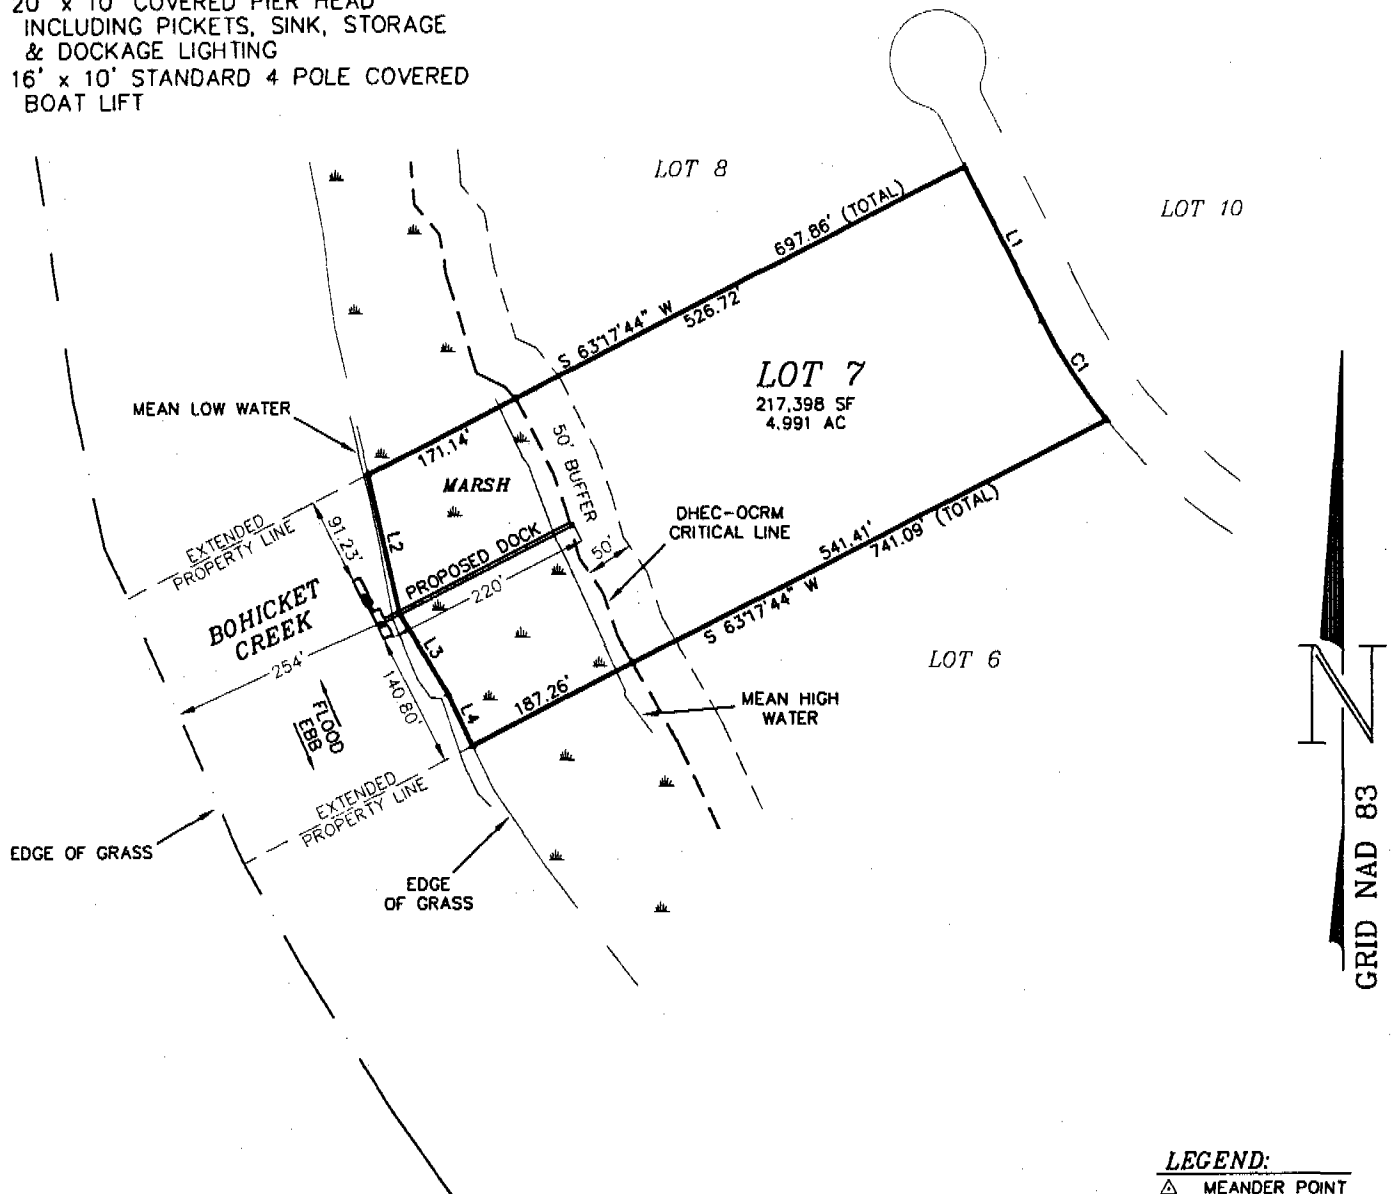 20' x 10' COVERED PIER HEAD
INCLUDING PICKETS, SINK, STORAGE
& DOCKAGE LIGHTING
16' x 10' STANDARD 4 POLE COVERED
BOAT LIFT
LOT 8
LOT 10
697.86' (TOTAL)
L1
S 63°17'44" W
526.72'
C1
LOT 7
217,398 SF
4.991 AC
MEAN LOW WATER
171.14'
50' BUFFER
MARSH
DHEC-OCRM
CRITICAL LINE
541.41'
741.09' (TOTAL)
EXTENDED
PROPERTY LINE
91.23'
L2
PROPOSED DOCK
50'
220'
BOHICKET
CREEK
S 63°17'44" W
L3
LOT 6
254'
140.80'
187.26'
L4
FLOOD
EBB
MEAN HIGH
WATER
EXTENDED
PROPERTY LINE
EDGE OF GRASS
EDGE
OF GRASS
N
GRID NAD 83
LEGEND:
MEANDER POINT